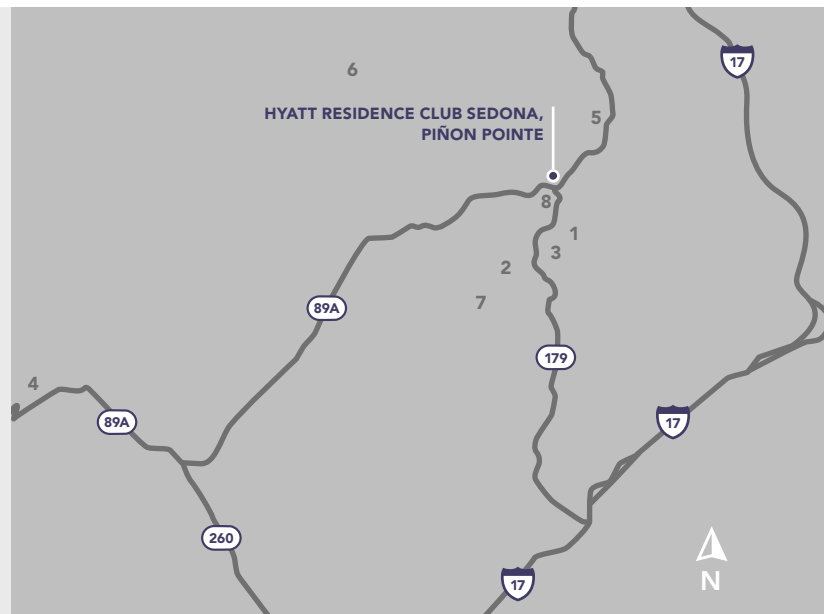 17
6
HYATT RESIDENCE CLUB SEDONA,
PIÑON POINTE
5
8
1
3
2
7
89A
179
4
89A
17
260
17
N